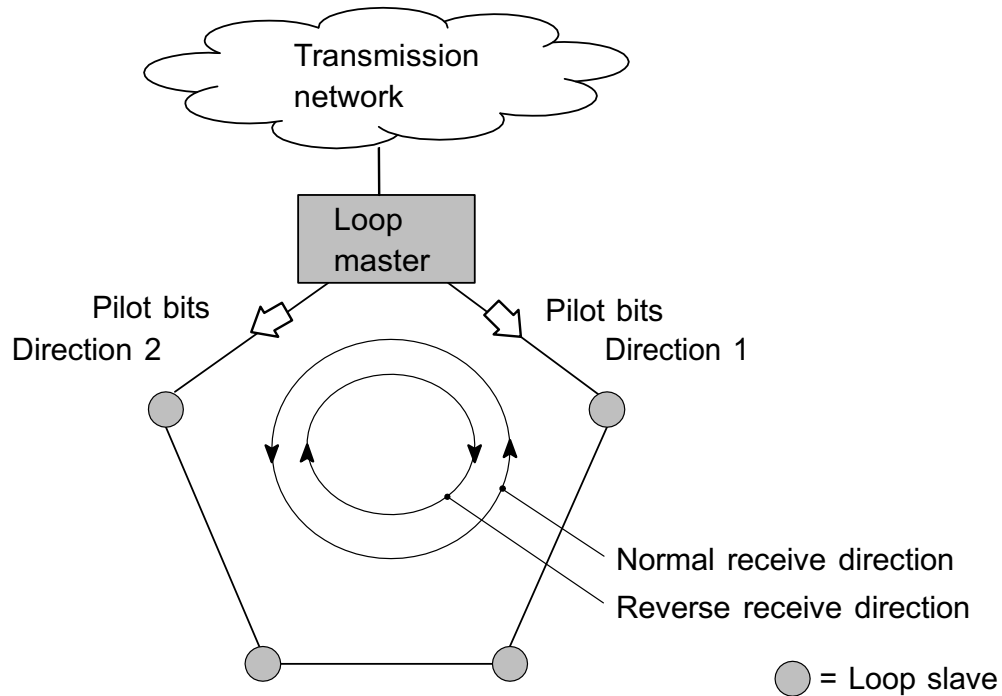 Transmission
network
Loop
master
Pilot bits
Direction 2
Pilot bits
Direction 1
Normal receive direction
Reverse receive direction
= Loop slave